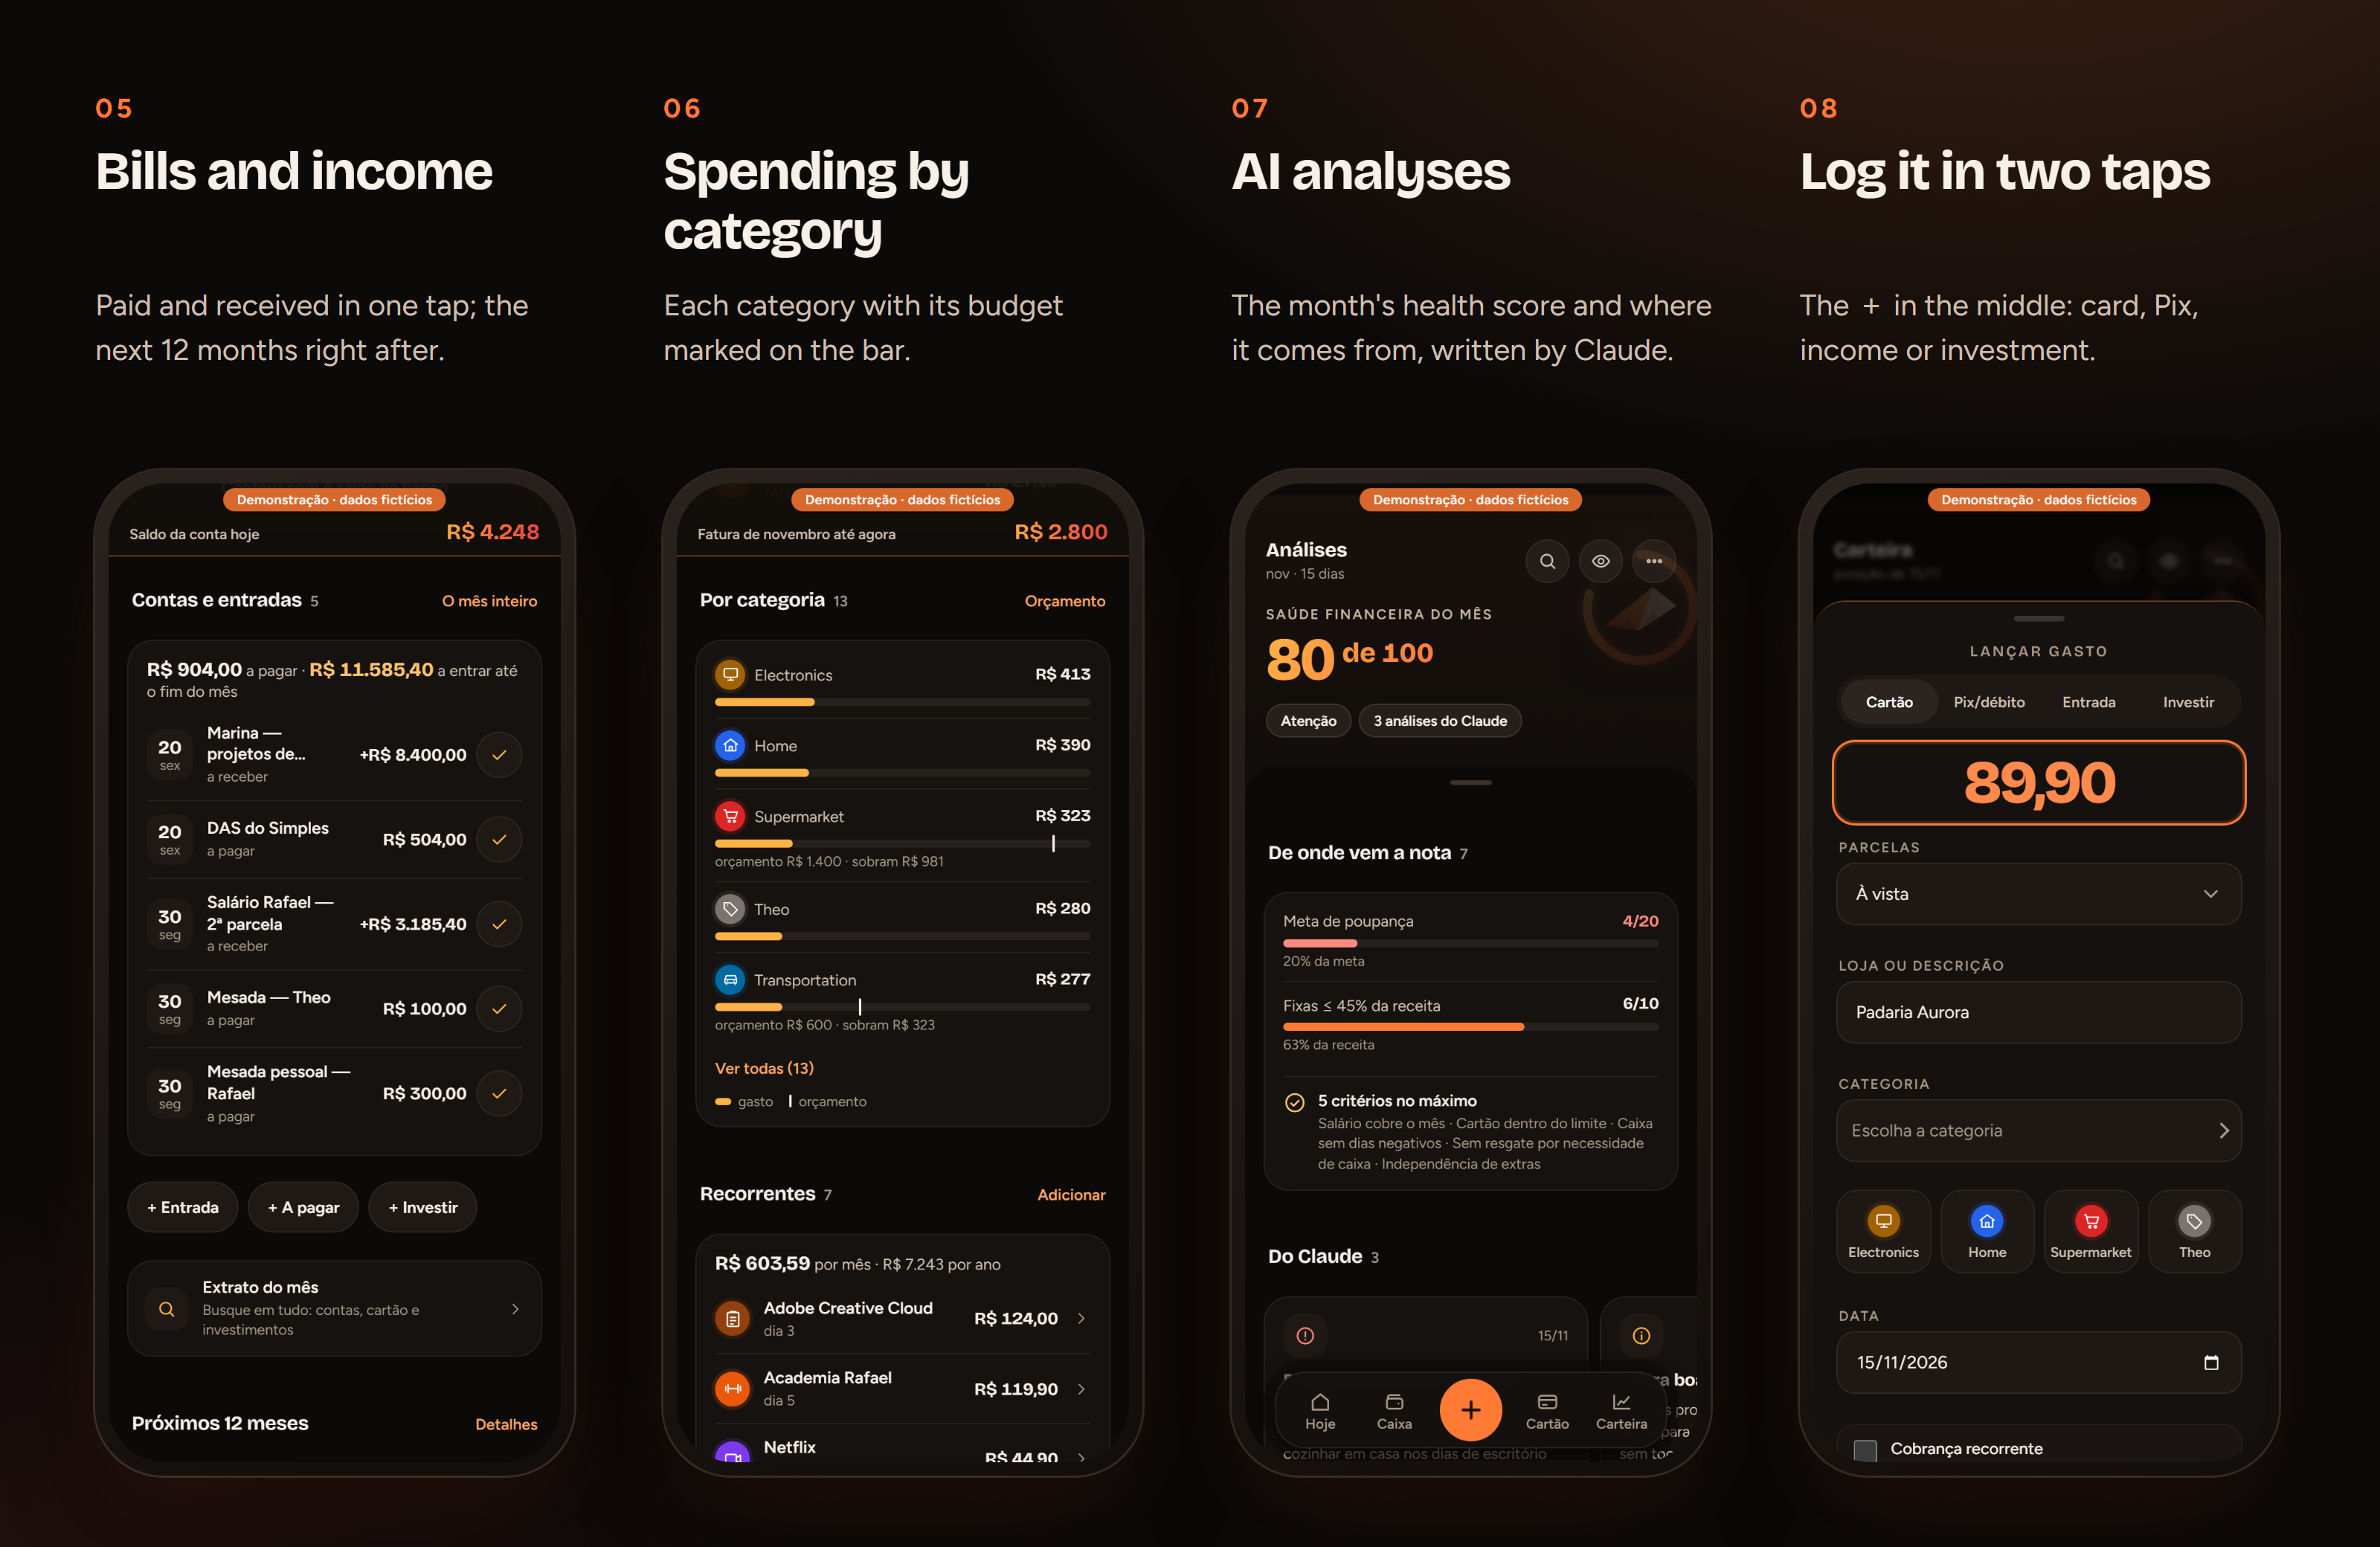 05
Bills and income
Paid and received in one tap; the
next 12 months right after.
Demonstração · dados fictícios
Saldo da conta hoje
R$ 4.248
Contas e entradas 5
O mês inteiro
R$ 904,00 a pagar · R$ 11.585,40 a entrar até
o fim do mês
20
sex
Marina —
projetos de...
a receber
+R$ 8.400,00
20
sex
DAS do Simples
a pagar
R$ 504,00
30
seg
Salário Rafael —
2ª parcela
a receber
+R$ 3.185,40
30
seg
Mesada — Theo
a pagar
R$ 100,00
30
seg
Mesada pessoal —
Rafael
a pagar
R$ 300,00
+ Entrada
+ A pagar
+ Investir
Extrato do mês
Busque em tudo: contas, cartão e
investimentos
Próximos 12 meses
Detalhes
06
Spending by
category
Each category with its budget
marked on the bar.
Demonstração · dados fictícios
Fatura de novembro até agora
R$ 2.800
Por categoria 13
Orçamento
Electronics
R$ 413
Home
R$ 390
Supermarket
R$ 323
orçamento R$ 1.400 · sobram R$ 981
Theo
R$ 280
Transportation
R$ 277
orçamento R$ 600 · sobram R$ 323
Ver todas (13)
gasto
orçamento
Recorrentes 7
Adicionar
R$ 603,59 por mês · R$ 7.243 por ano
Adobe Creative Cloud
dia 3
R$ 124,00
Academia Rafael
dia 5
R$ 119,90
Netflix
R$ 44,90
07
AI analyses
The month's health score and where
it comes from, written by Claude.
Demonstração · dados fictícios
Análises
nov · 15 dias
SAÚDE FINANCEIRA DO MÊS
80 de 100
Atenção
3 análises do Claude
De onde vem a nota 7
Meta de poupança
4/20
20% da meta
Fixas ≤ 45% da receita
6/10
63% da receita
5 critérios no máximo
Salário cobre o mês · Cartão dentro do limite · Caixa
sem dias negativos · Sem resgate por necessidade
de caixa · Independência de extras
Do Claude 3
15/11
Hoje
Caixa
+
Cartão
Carteira
cozinhar em casa nos dias de escritório
08
Log it in two taps
The + in the middle: card, Pix,
income or investment.
Demonstração · dados fictícios
Carteira
LANÇAR GASTO
Cartão
Pix/débito
Entrada
Investir
89,90
PARCELAS
À vista
LOJA OU DESCRIÇÃO
Padaria Aurora
CATEGORIA
Escolha a categoria
Electronics
Home
Supermarket
Theo
DATA
15/11/2026
Cobrança recorrente